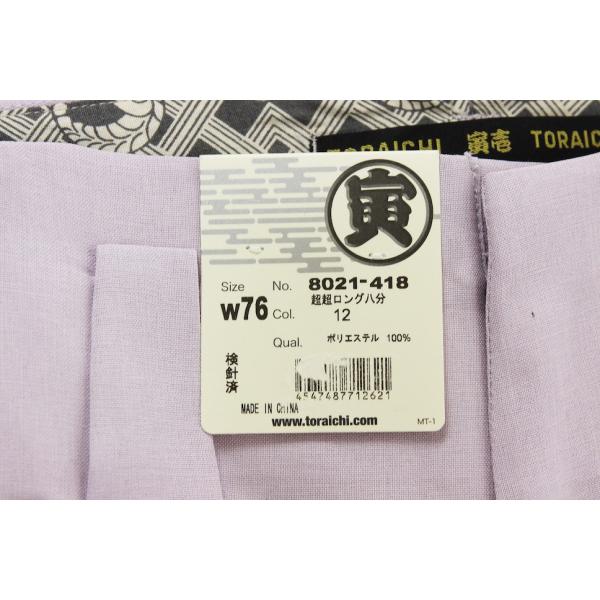 TORAICHI 寅壱 TORAICHI
寅
Size No. 8021-418
超超ロング八分
W76 Col. 12
Qual. ポリエステル 100%
検針済
4547487712621
MADE IN CHINA
www.toraichi.com
MT-1